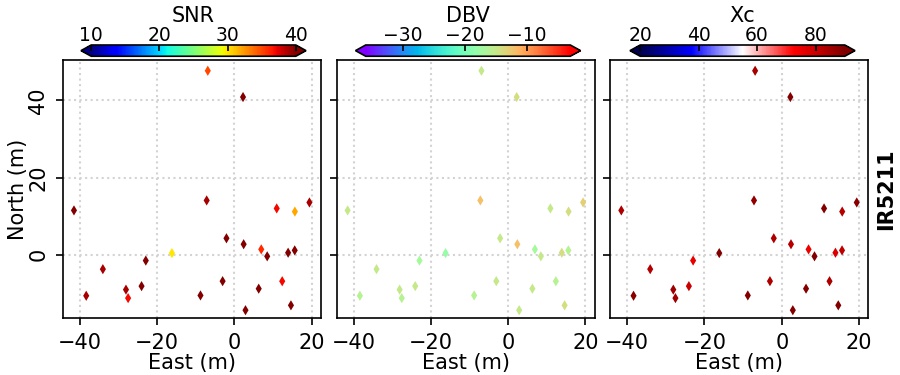 SNR DBV Xc
10 20 30 40 −30 −20 −10 20 40 60 80
North (m)
40
20
0
IR5211
−40 −20 0 20 −40 −20 0 20 −40 −20 0 20
East (m) East (m) East (m)